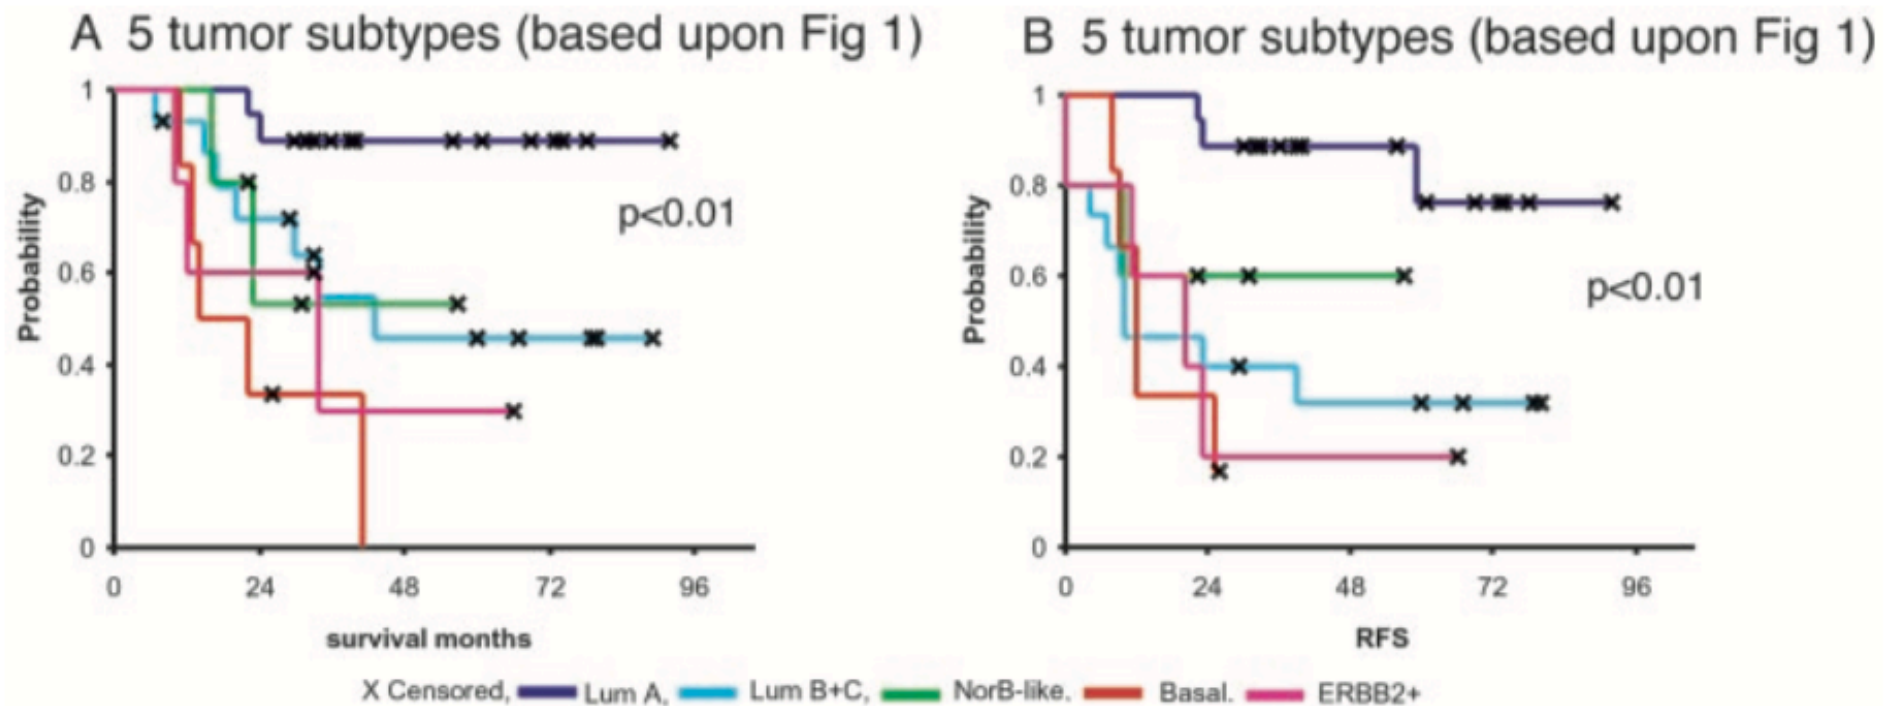 A 5 tumor subtypes (based upon Fig 1)
1
0.8
0.6
0.4
0.2
0
Probability
p<0.01
0 24 48 72 96
survival months
B 5 tumor subtypes (based upon Fig 1)
1
0.8
0.6
0.4
0.2
0
Probability
p<0.01
0 24 48 72 96
RFS
X Censored, Lum A, Lum B+C, NorB-like. Basal. ERBB2+